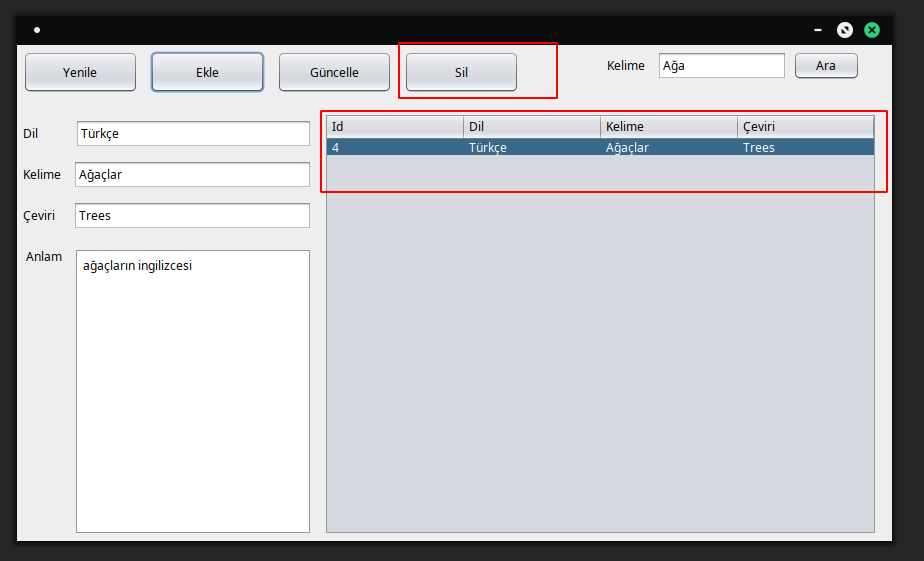 Yenile Ekle Güncelle Sil Kelime Ağa Ara
Dil Türkçe
Kelime Ağaçlar
Çeviri Trees
Anlam ağaçların ingilizcesi
Id Dil Kelime Çeviri
4 Türkçe Ağaçlar Trees